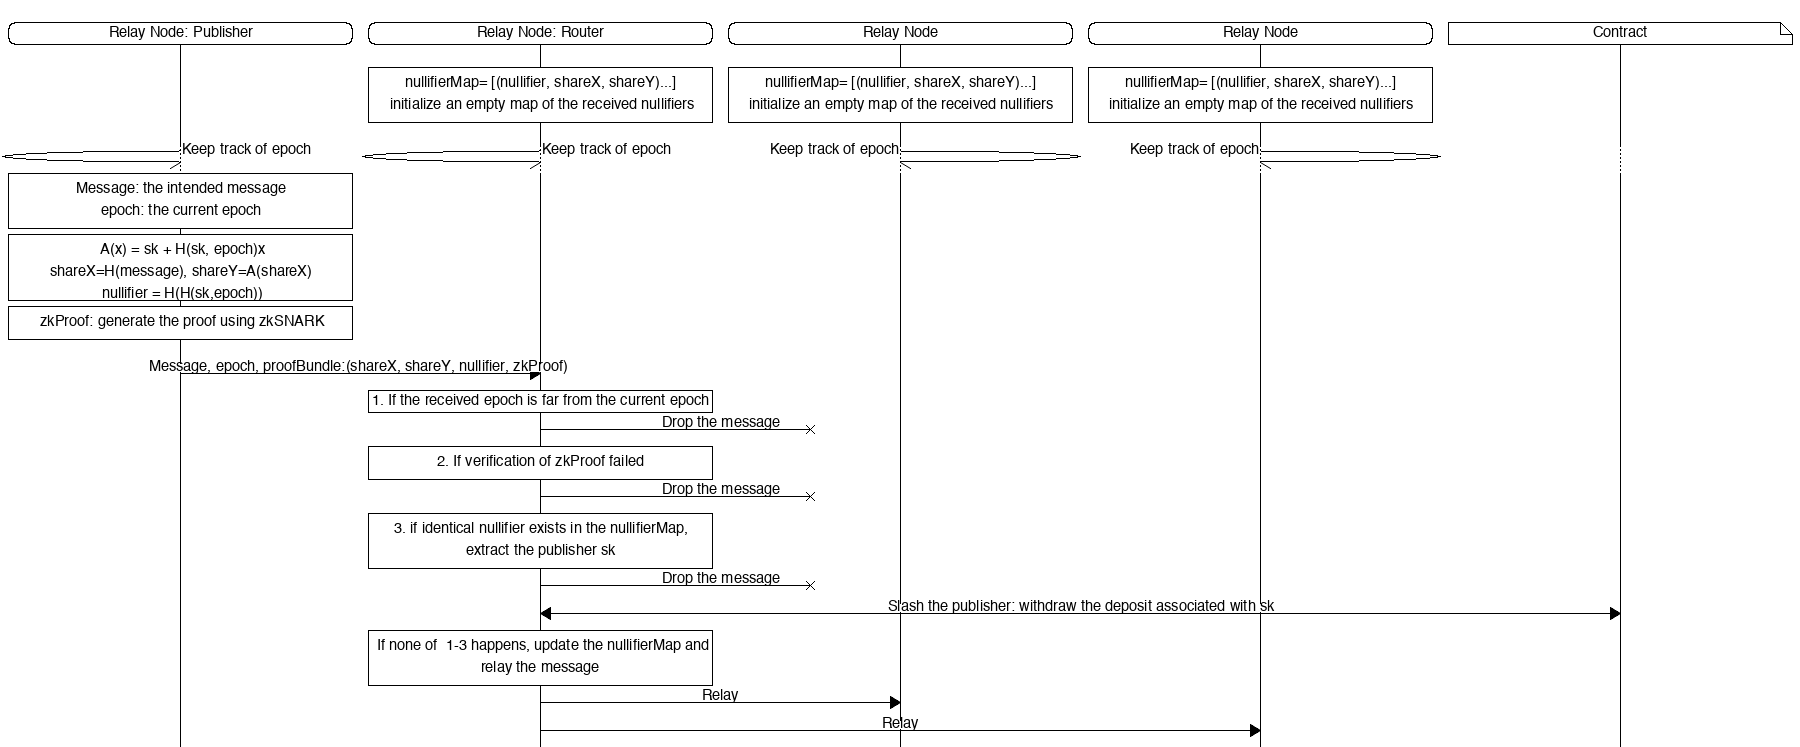 Relay Node: Publisher
Relay Node: Router
Relay Node
Relay Node
Contract
nullifierMap= [(nullifier, shareX, shareY)...]
initialize an empty map of the received nullifiers
nullifierMap= [(nullifier, shareX, shareY)...]
initialize an empty map of the received nullifiers
nullifierMap= [(nullifier, shareX, shareY)...]
initialize an empty map of the received nullifiers
Keep track of epoch
Keep track of epoch
Keep track of epoch
Keep track of epoch
Message: the intended message
epoch: the current epoch
A(x) = sk + H(sk, epoch)x
shareX=H(message), shareY=A(shareX)
nullifier = H(H(sk,epoch))
zkProof: generate the proof using zkSNARK
Message, epoch, proofBundle:(shareX, shareY, nullifier, zkProof)
1. If the received epoch is far from the current epoch
Drop the message
2. If verification of zkProof failed
Drop the message
3. if identical nullifier exists in the nullifierMap,
extract the publisher sk
Drop the message
Slash the publisher: withdraw the deposit associated with sk
If none of  1-3 happens, update the nullifierMap and
relay the message
Relay
Relay